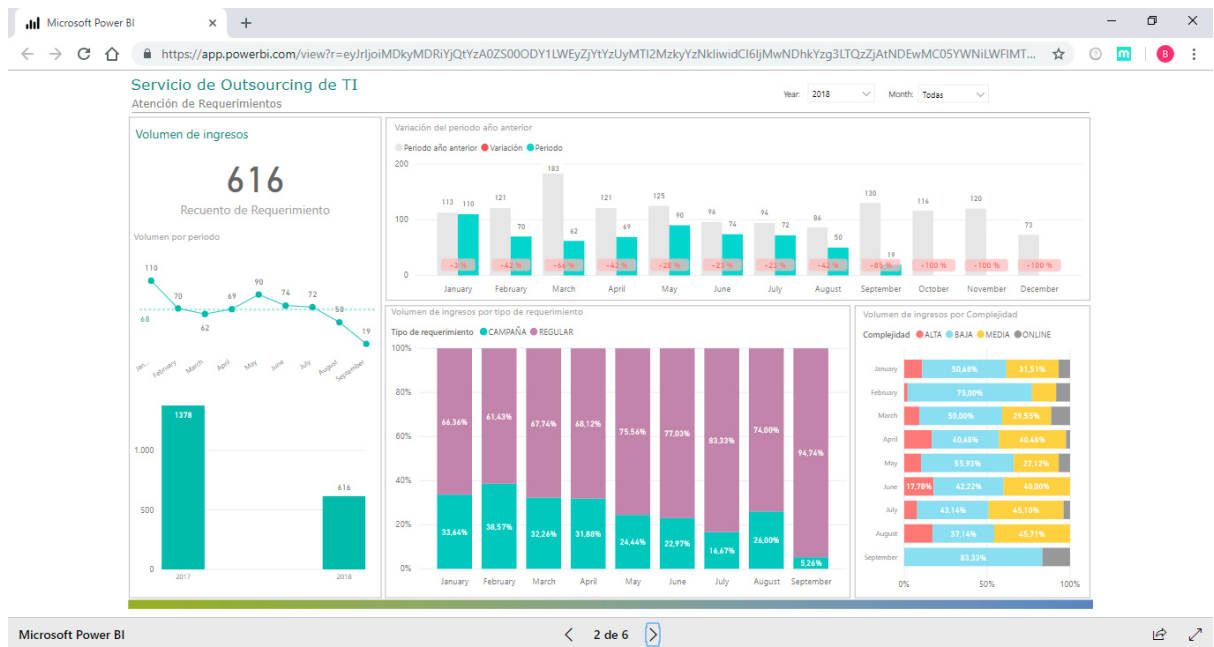 Microsoft Power BI
https://app.powerbi.com/view?r=
Servicio de Outsourcing de TI
Atención de Requerimientos
Year: 2018 Month: Todas
Volumen de ingresos
616
Recuento de Requerimiento
Volumen por periodo
110
70
62
69
90
74
72
50
19
68
Jan... February March April May June July August September
1378
616
1.000
500
0
2017 2018
Variación del periodo año anterior
Periodo año anterior Variación Periodo
200
100
0
113 110
121 70
183 62
121 69
125 90
96 74
94 72
86 50
130 19
116
120
73
-3 % -42 % -66 % -43 % -28 % -23 % -23 % -42 % -85 % -100 % -100 % -100 %
January February March April May June July August September October November December
Volumen de ingresos por tipo de requerimiento
Tipo de requerimiento CAMPAÑA REGULAR
100%
80%
60%
40%
20%
0%
66,36% 61,43% 67,74% 68,12% 75,56% 77,03% 83,33% 74,00% 94,74%
33,64% 38,57% 32,26% 31,88% 24,44% 22,97% 16,67% 26,00% 5,26%
January February March April May June July August September
Volumen de ingresos por Complejidad
Complejidad ALTA BAJA MEDIA ONLINE
January 50,68% 31,51%
February 75,00%
March 50,00% 29,55%
April 40,48% 40,48%
May 55,93% 27,12%
June 17,78% 42,22% 40,00%
July 43,14% 45,10%
August 37,14% 45,71%
September 83,33%
0% 50% 100%
Microsoft Power BI
2 de 6